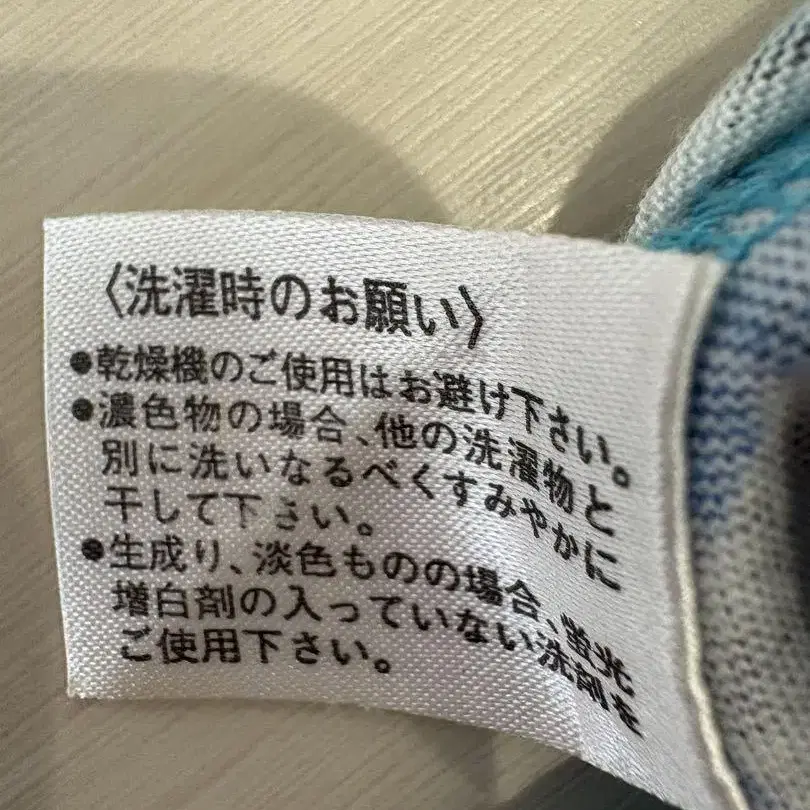 〈洗濯時のお願い〉
●乾燥機のご使用はお避け下さい。
●濃色物の場合、他の洗濯物と
別に洗いなるべくすみやかに
干して下さい。
●生成り、淡色ものの場合、蛍光
増白剤の入っていない洗剤を
ご使用下さい。